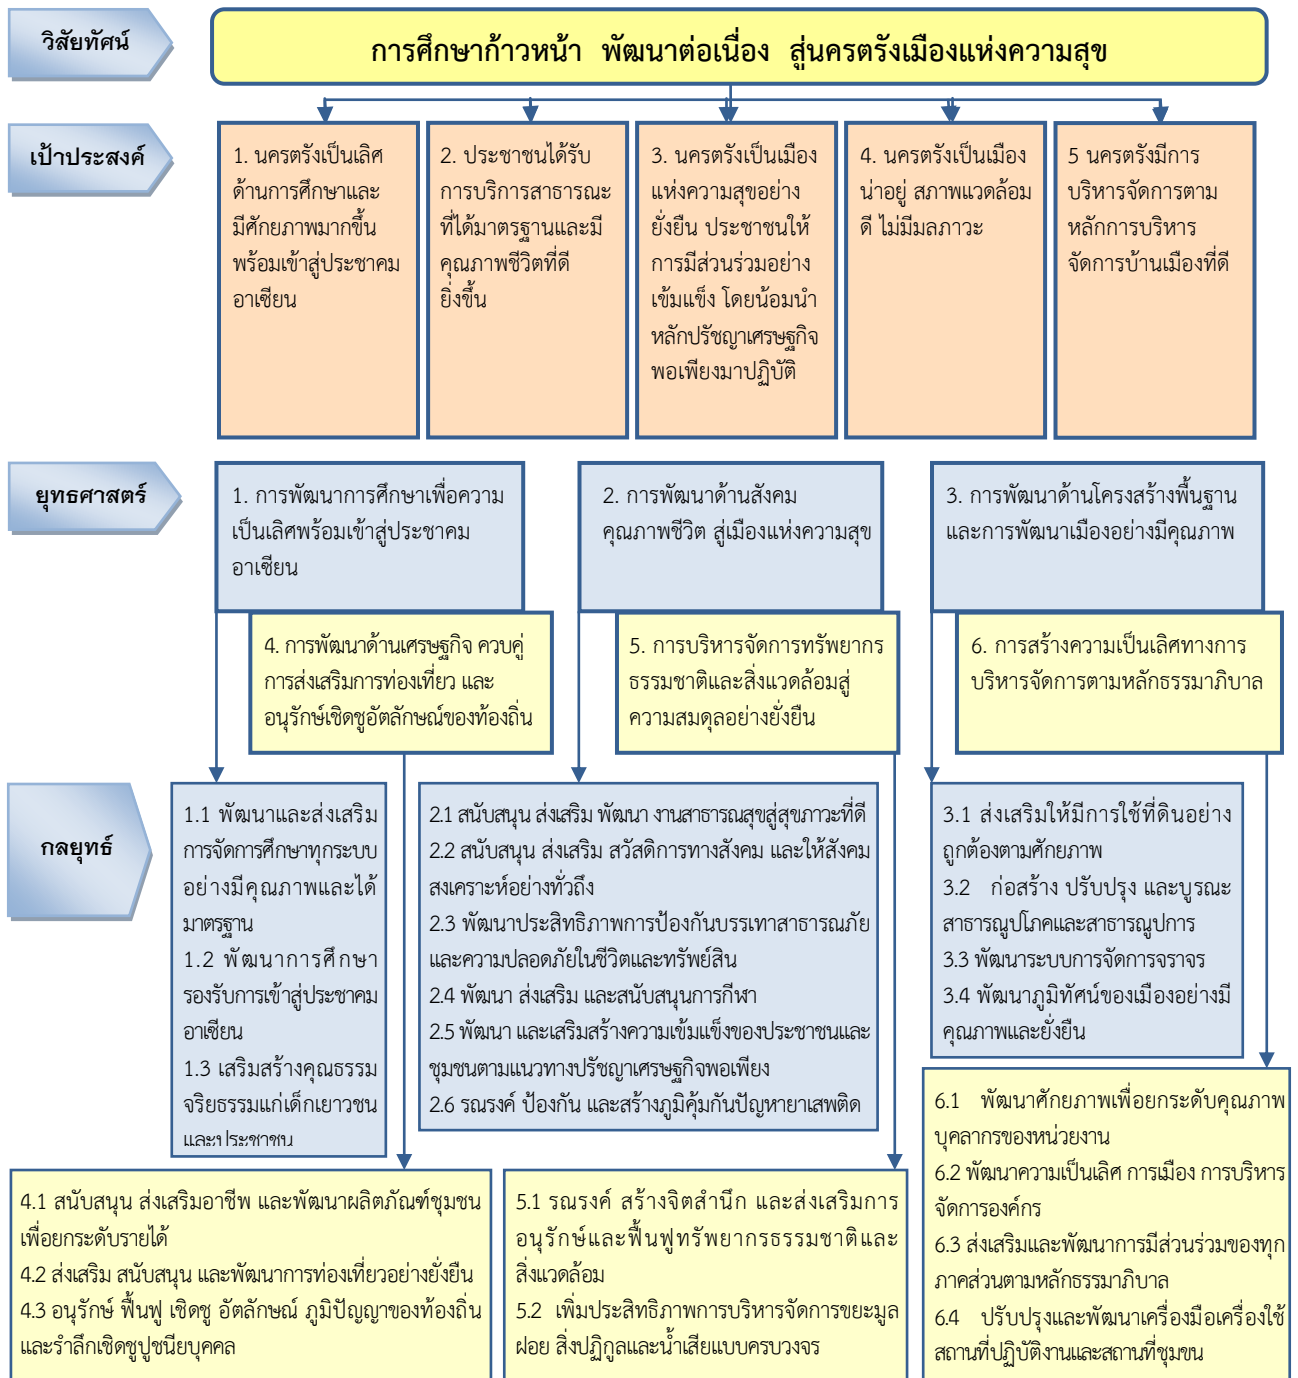 วิสัยทัศน์
การศึกษาก้าวหน้า พัฒนาต่อเนื่อง สู่นครตรังเมืองแห่งความสุข
เป้าประสงค์
1. นครตรังเป็นเลิศ
ด้านการศึกษาและ
มีศักยภาพมากขึ้น
พร้อมเข้าสู่ประชาคม
อาเซียน
2. ประชาชนได้รับ
การบริการสาธารณะ
ที่ได้มาตรฐานและมี
คุณภาพชีวิตที่ดี
ยิ่งขึ้น
3. นครตรังเป็นเมือง
แห่งความสุขอย่าง
ยั่งยืน ประชาชนให้
การมีส่วนร่วมอย่าง
เข้มแข็ง โดยน้อมนำ
หลักปรัชญาเศรษฐกิจ
พอเพียงมาปฏิบัติ
4. นครตรังเป็นเมือง
น่าอยู่ สภาพแวดล้อม
ดี ไม่มีมลภาวะ
5 นครตรังมีการ
บริหารจัดการตาม
หลักการบริหาร
จัดการบ้านเมืองที่ดี
ยุทธศาสตร์
1. การพัฒนาการศึกษาเพื่อความ
เป็นเลิศพร้อมเข้าสู่ประชาคม
อาเซียน
2. การพัฒนาด้านสังคม
คุณภาพชีวิต สู่เมืองแห่งความสุข
3. การพัฒนาด้านโครงสร้างพื้นฐาน
และการพัฒนาเมืองอย่างมีคุณภาพ
4. การพัฒนาด้านเศรษฐกิจ ควบคู่
การส่งเสริมการท่องเที่ยว และ
อนุรักษ์เชิดชูอัตลักษณ์ของท้องถิ่น
5. การบริหารจัดการทรัพยากร
ธรรมชาติและสิ่งแวดล้อมสู่
ความสมดุลอย่างยั่งยืน
6. การสร้างความเป็นเลิศทางการ
บริหารจัดการตามหลักธรรมาภิบาล
กลยุทธ์
1.1 พัฒนาและส่งเสริม
การจัดการศึกษาทุกระบบ
อย่างมีคุณภาพและได้
มาตรฐาน
1.2 พัฒนาการศึกษา
รองรับการเข้าสู่ประชาคม
อาเซียน
1.3 เสริมสร้างคุณธรรม
จริยธรรมแก่เด็กเยาวชน
และประชาชน
2.1 สนับสนุน ส่งเสริม พัฒนา งานสาธารณสุขสู่สุขภาวะที่ดี
2.2 สนับสนุน ส่งเสริม สวัสดิการทางสังคม และให้สังคม
สงเคราะห์อย่างทั่วถึง
2.3 พัฒนาประสิทธิภาพการป้องกันบรรเทาสาธารณภัย
และความปลอดภัยในชีวิตและทรัพย์สิน
2.4 พัฒนา ส่งเสริม และสนับสนุนการกีฬา
2.5 พัฒนา และเสริมสร้างความเข้มแข็งของประชาชนและ
ชุมชนตามแนวทางปรัชญาเศรษฐกิจพอเพียง
2.6 รณรงค์ ป้องกัน และสร้างภูมิคุ้มกันปัญหายาเสพติด
3.1 ส่งเสริมให้มีการใช้ที่ดินอย่าง
ถูกต้องตามศักยภาพ
3.2 ก่อสร้าง ปรับปรุง และบูรณะ
สาธารณูปโภคและสาธารณูปการ
3.3 พัฒนาระบบการจัดการจราจร
3.4 พัฒนาภูมิทัศน์ของเมืองอย่างมี
คุณภาพและยั่งยืน
4.1 สนับสนุน ส่งเสริมอาชีพ และพัฒนาผลิตภัณฑ์ชุมชน
เพื่อยกระดับรายได้
4.2 ส่งเสริม สนับสนุน และพัฒนาการท่องเที่ยวอย่างยั่งยืน
4.3 อนุรักษ์ ฟื้นฟู เชิดชู อัตลักษณ์ ภูมิปัญญาของท้องถิ่น
และรำลึกเชิดชูปูชนียบุคคล
5.1 รณรงค์ สร้างจิตสำนึก และส่งเสริมการ
อนุรักษ์และฟื้นฟูทรัพยากรธรรมชาติและ
สิ่งแวดล้อม
5.2 เพิ่มประสิทธิภาพการบริหารจัดการขยะมูล
ฝอย สิ่งปฏิกูลและน้ำเสียแบบครบวงจร
6.1 พัฒนาศักยภาพเพื่อยกระดับคุณภาพ
บุคลากรของหน่วยงาน
6.2 พัฒนาความเป็นเลิศ การเมือง การบริหาร
จัดการองค์กร
6.3 ส่งเสริมและพัฒนาการมีส่วนร่วมของทุก
ภาคส่วนตามหลักธรรมาภิบาล
6.4 ปรับปรุงและพัฒนาเครื่องมือเครื่องใช้
สถานที่ปฏิบัติงานและสถานที่ชุมขน